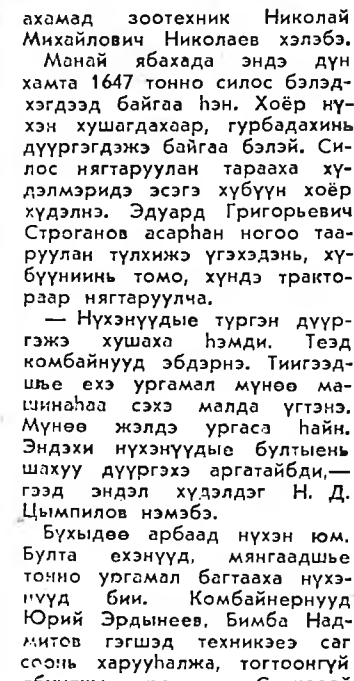 ахамад зоотехник Николай
Михайлович Николаев хэлэбэ.
Манай ябахада эндэ дүн
хамта 1647 тонно силос бэлэд-
хэгдээд байгаа һэн. Хоёр нү-
хэн хушагдахаар, гурбадахинь
дүүргэгдэжэ байгаа бэлэй. Си-
лос нягтаруулан тарааха хү-
дэлмэридэ эсэгэ хүбүүн хоёр
хүдэлнэ. Эдуард Григорьевич
Строганов асарһан ногоо таа-
руулан түлхижэ үгэхэдэнь, хү-
бүүниинь томо, хүндэ тракто-
раар нягтаруулча.
— Нүхэнүүдые түргэн дүүр-
гэжэ хушаха һэмди. Теэд
комбайнууд эбдэрнэ. Тиигээд-
шье ехэ ургамал мүнөө ма-
шинаһаа сэхэ малда үгтэнэ.
Мүнөө жэлдэ ургаса һайн.
Эндэхи нүхэнүүдые бултыень
шахуу дүүргэхэ аргатайбди,—
гээд эндэл хүдэлдэг Н. Д.
Цымпилов нэмэбэ.
Бүхыдөө арбаад нүхэн юм.
Булта ехэнүүд, мянгаадшье
тонно ургамал багтааха нүхэ-
нүүд бии. Комбайнернууд
Юрий Эрдынеев, Бимба Над-
митов гэгшэд техникэеэ саг
соонь харууһалжа, тогтоонгүй